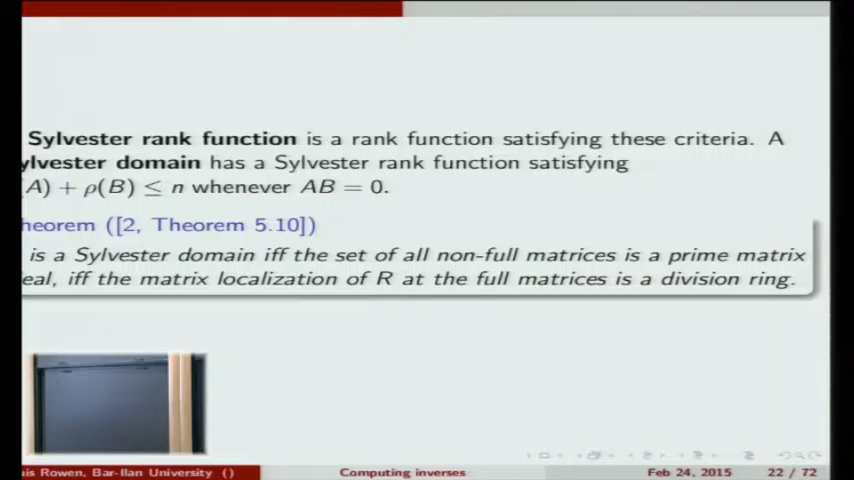 Sylvester rank function is a rank function satisfying these criteria. A
ylvester domain has a Sylvester rank function satisfying
(A) + ρ(B) ≤ n whenever AB = 0.
heorem ([2, Theorem 5.10])
is a Sylvester domain iff the set of all non-full matrices is a prime matrix
eal, iff the matrix localization of R at the full matrices is a division ring.
is Rowen, Bar-Ilan University () Computing inverses Feb 24, 2015 22 / 72